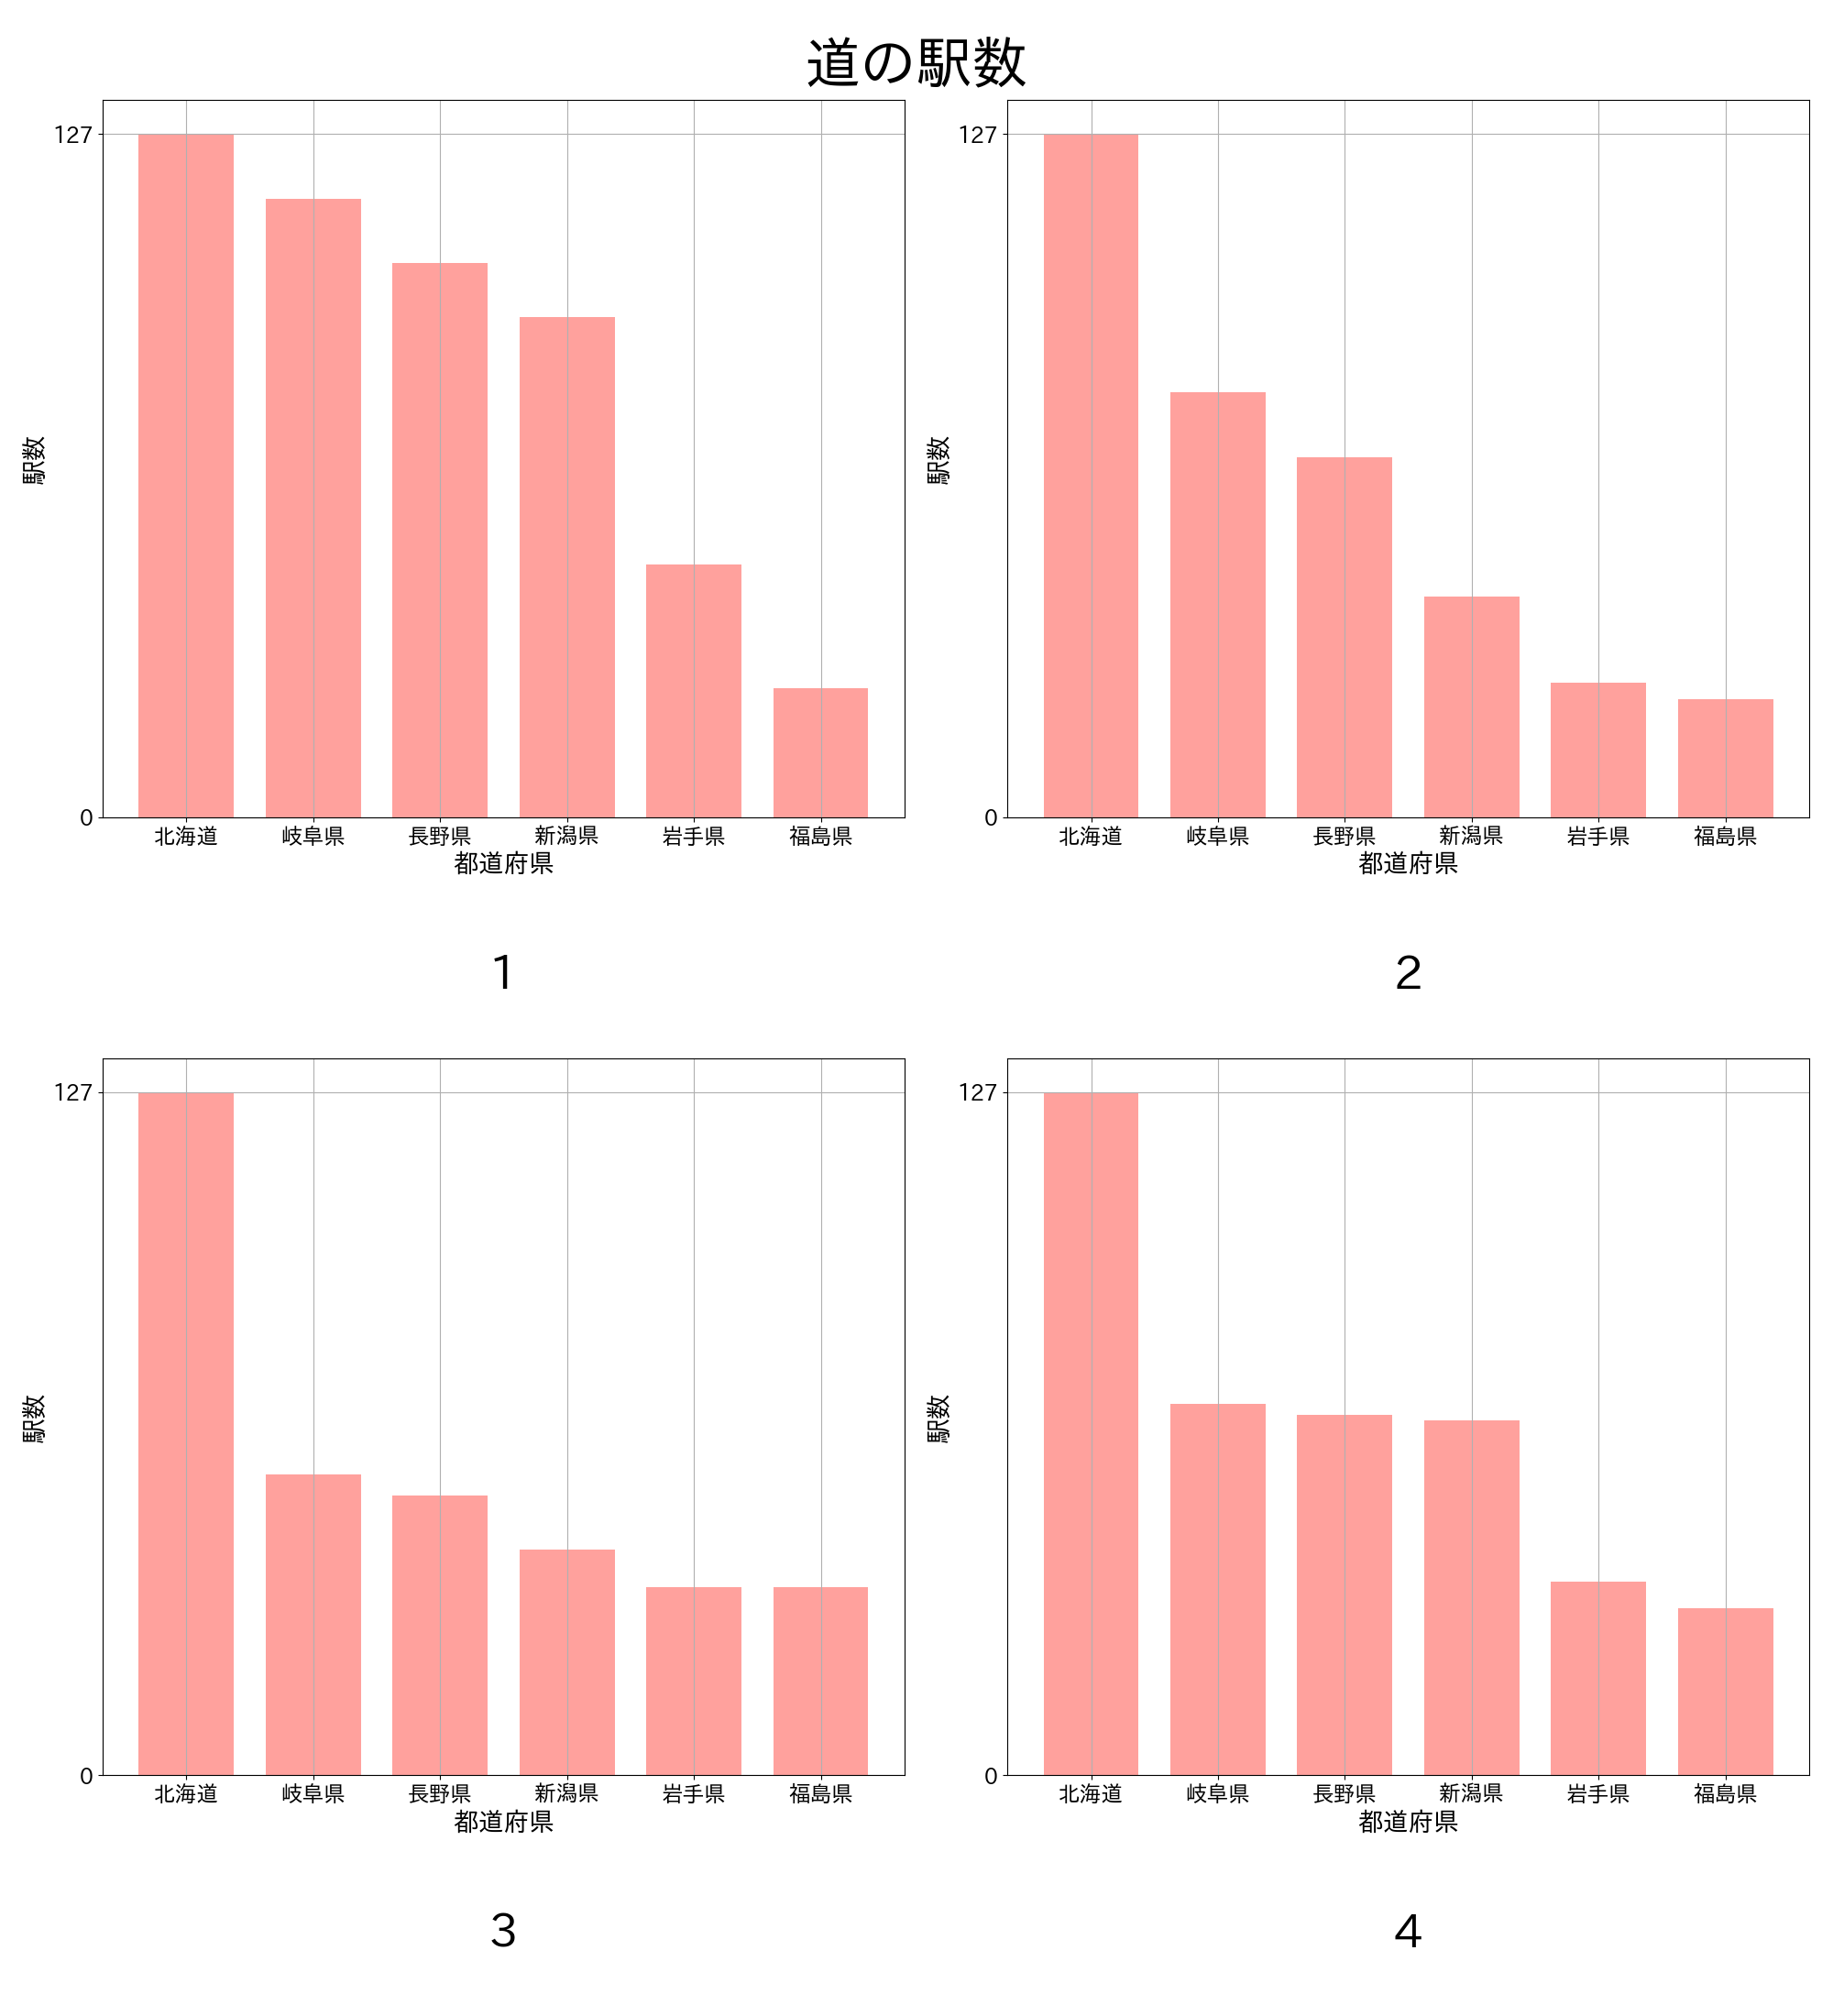 道の駅数
127
0
駅数
北海道 岐阜県 長野県 新潟県 岩手県 福島県
都道府県
1
127
0
駅数
北海道 岐阜県 長野県 新潟県 岩手県 福島県
都道府県
2
127
0
駅数
北海道 岐阜県 長野県 新潟県 岩手県 福島県
都道府県
3
127
0
駅数
北海道 岐阜県 長野県 新潟県 岩手県 福島県
都道府県
4